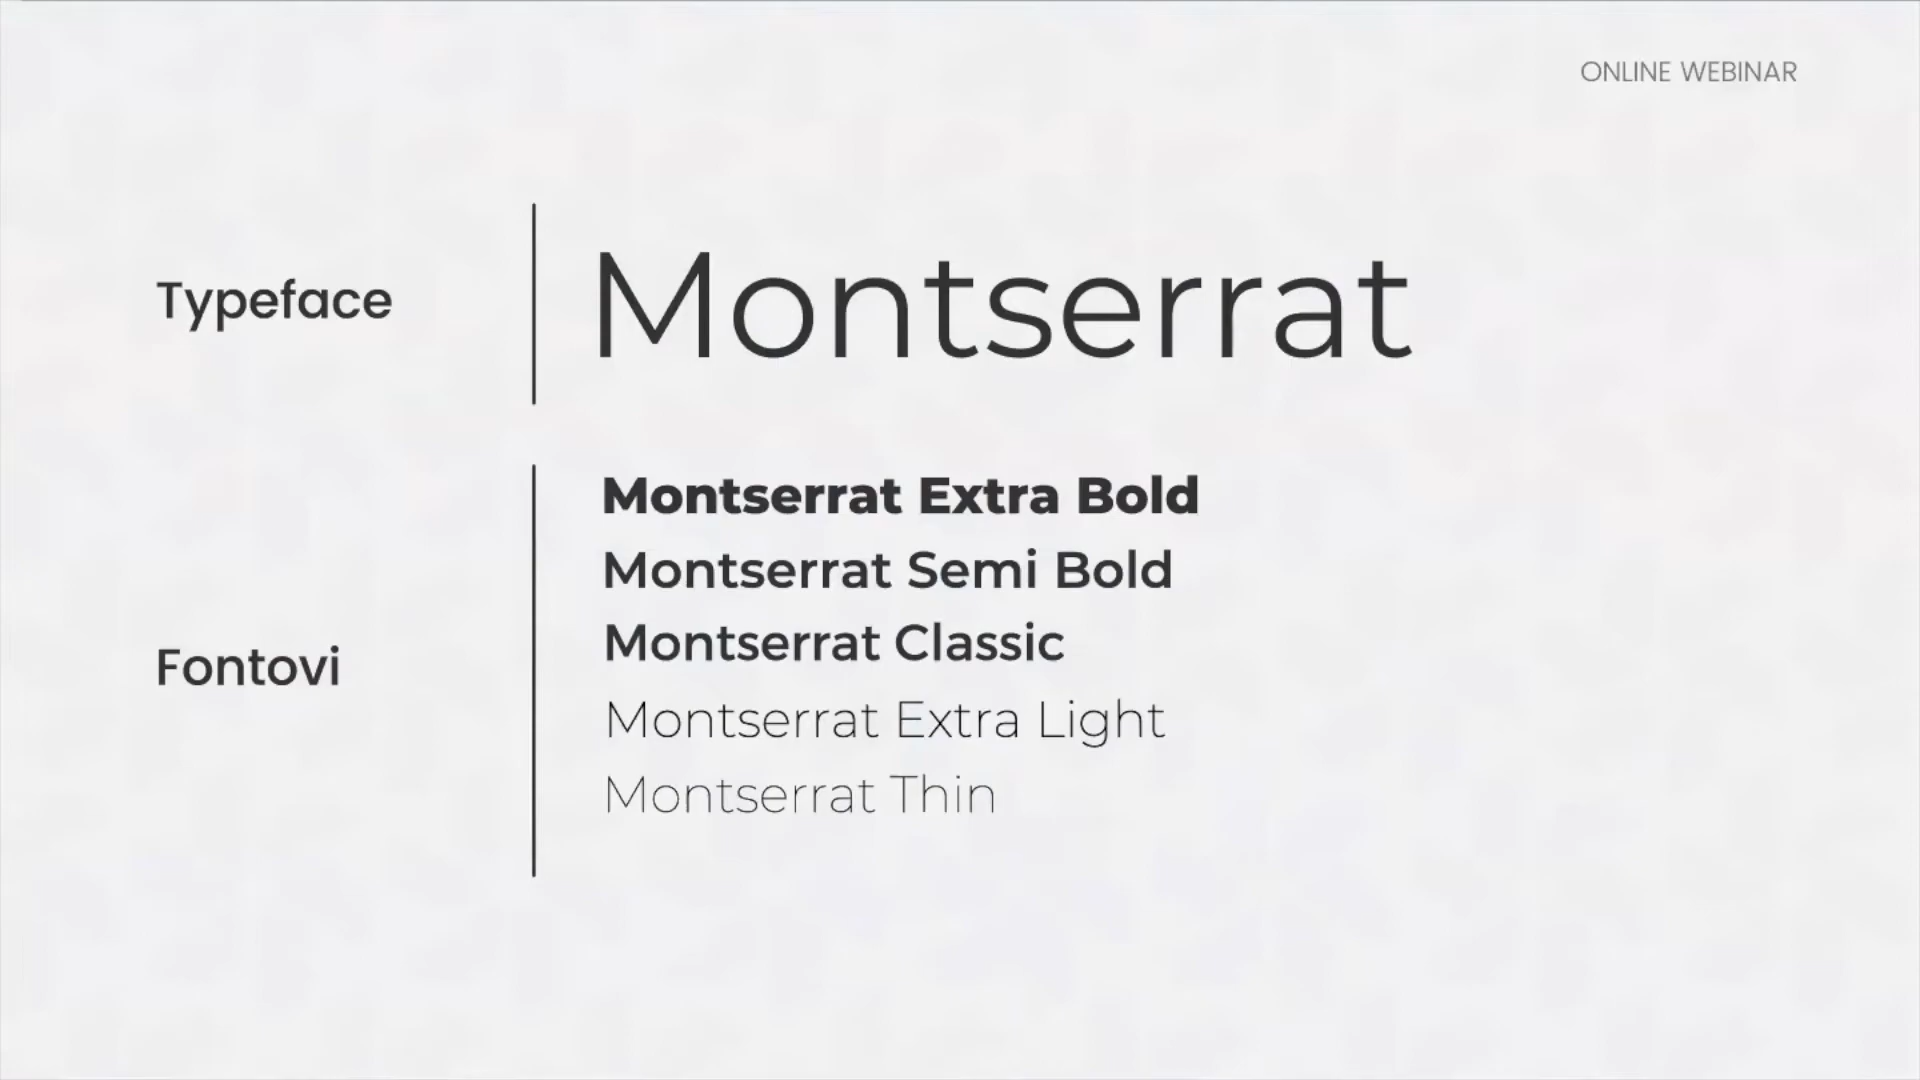 ONLINE WEBINAR
Typeface
Montserrat
Fontovi
Montserrat Extra Bold
Montserrat Semi Bold
Montserrat Classic
Montserrat Extra Light
Montserrat Thin